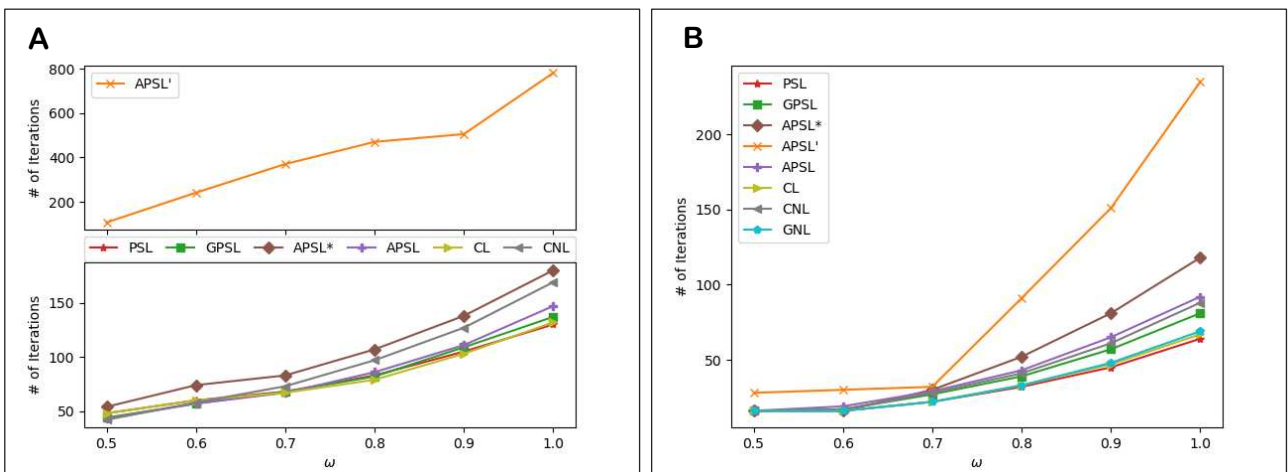 A
800
600
400
200
# of Iterations
APSL'
PSL GPSL APSL* APSL CL CNL
150
100
50
# of Iterations
0.5 0.6 0.7 0.8 0.9 1.0
ω
B
200
150
100
50
# of Iterations
PSL
GPSL
APSL*
APSL'
APSL
CL
CNL
GNL
0.5 0.6 0.7 0.8 0.9 1.0
ω